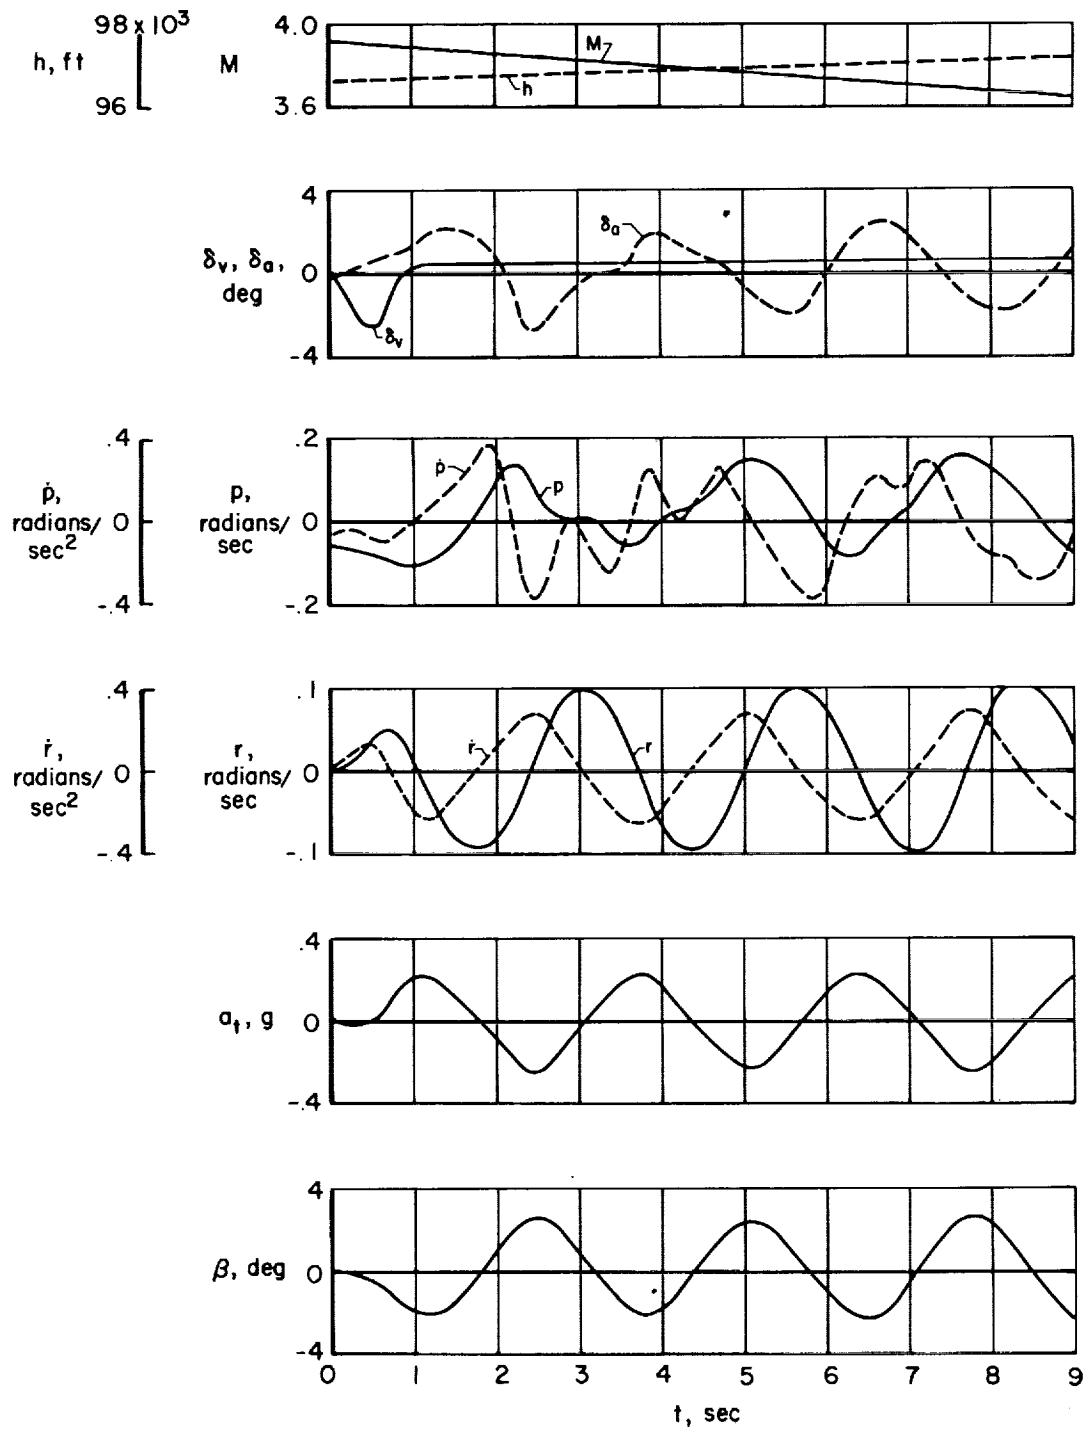 98 x 10³ 4.0
h, ft M M
h
96 3.6
4
δₐ
δᵥ, δₐ, 0
deg
δᵥ
-4
.4 .2
ṗ
ṗ, p, p
radians/ 0 radians/ 0
sec² sec
-.4 -.2
.4 .1
ṙ, r, ṙ r
radians/ 0 radians/ 0
sec² sec
-.4 -.1
.4
aₜ, g 0
-.4
4
β, deg 0
-4
0 1 2 3 4 5 6 7 8 9
t, sec